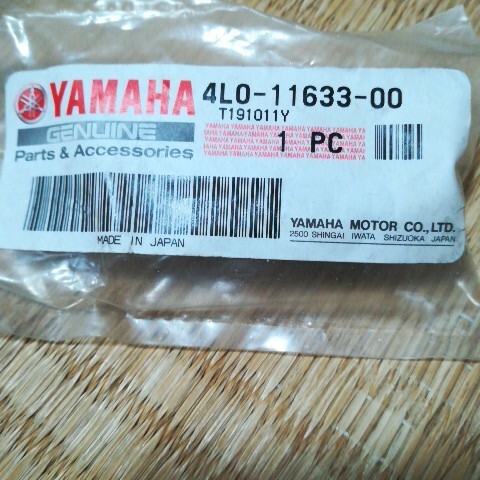 YAMAHA
GENUINE
Parts & Accessories
4L0-11633-00
T191011Y
1 PC
MADE IN JAPAN
YAMAHA MOTOR CO.,LTD.
2500 SHINGAI IWATA SHIZUOKA JAPAN